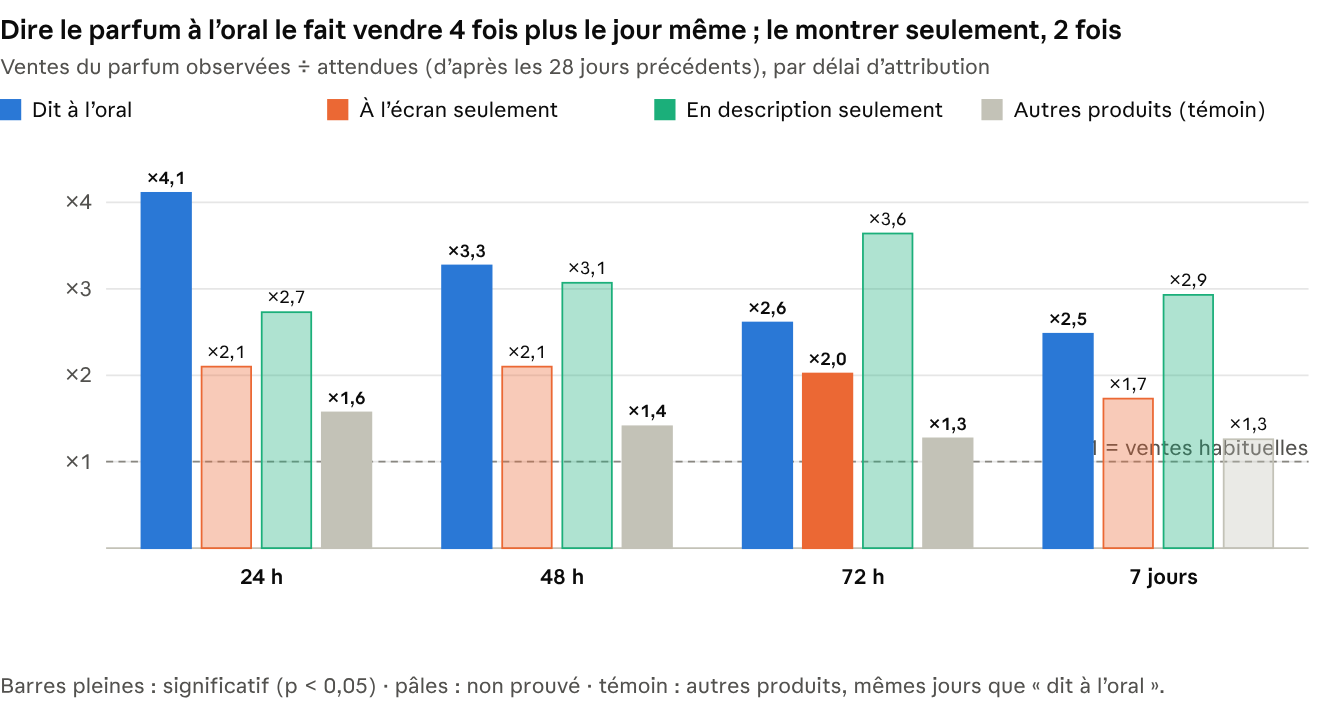 Dire le parfum à l’oral le fait vendre 4 fois plus le jour même ; le montrer seulement, 2 fois
Ventes du parfum observées ÷ attendues (d’après les 28 jours précédents), par délai d’attribution
Dit à l’oral
À l’écran seulement
En description seulement
Autres produits (témoin)
×4
×3
×2
×1
×4,1
×2,1
×2,7
×1,6
×3,3
×2,1
×3,1
×1,4
×2,6
×2,0
×3,6
×1,3
×2,5
×1,7
×2,9
×1,3
1 = ventes habituelles
24 h
48 h
72 h
7 jours
Barres pleines : significatif (p < 0,05) · pâles : non prouvé · témoin : autres produits, mêmes jours que « dit à l’oral ».